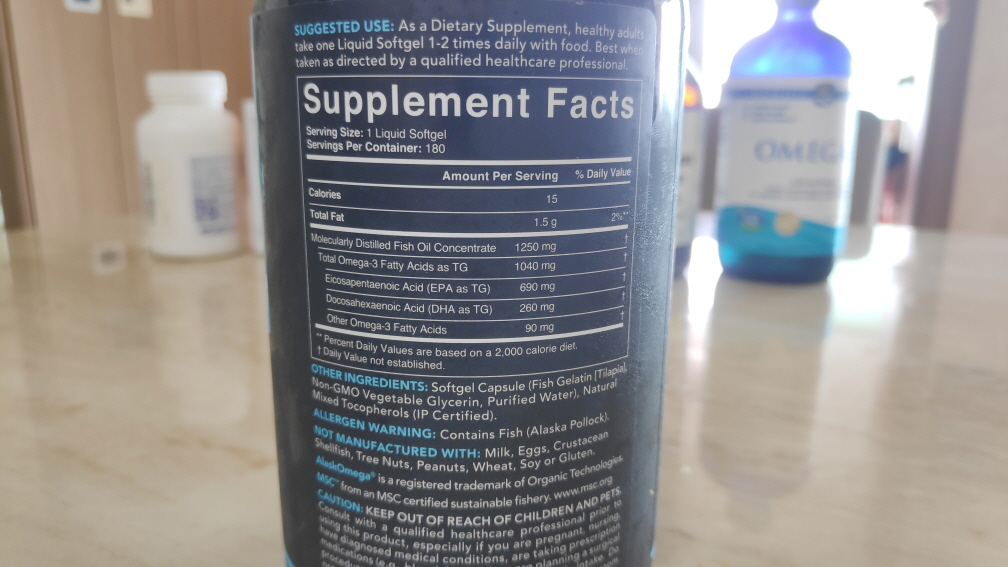 SUGGESTED USE: As a Dietary Supplement, healthy adults
take one Liquid Softgel 1-2 times daily with food. Best when
taken as directed by a qualified healthcare professional.
Supplement Facts
Serving Size: 1 Liquid Softgel
Servings Per Container: 180
Amount Per Serving % Daily Value
Calories 15
Total Fat 1.5 g 2%**
Molecularly Distilled Fish Oil Concentrate 1250 mg †
Total Omega-3 Fatty Acids as TG 1040 mg †
Eicosapentaenoic Acid (EPA as TG) 690 mg †
Docosahexaenoic Acid (DHA as TG) 260 mg †
Other Omega-3 Fatty Acids 90 mg †
** Percent Daily Values are based on a 2,000 calorie diet.
† Daily Value not established.
OTHER INGREDIENTS: Softgel Capsule (Fish Gelatin [Tilapia],
Non-GMO Vegetable Glycerin, Purified Water), Natural
Mixed Tocopherols (IP Certified).
ALLERGEN WARNING: Contains Fish (Alaska Pollock).
NOT MANUFACTURED WITH: Milk, Eggs, Crustacean
Shellfish, Tree Nuts, Peanuts, Wheat, Soy or Gluten.
AlaskOmega® is a registered trademark of Organic Technologies.
MSC™ from an MSC certified sustainable fishery. www.msc.org
CAUTION: KEEP OUT OF REACH OF CHILDREN AND PETS.
Consult with a qualified healthcare professional prior to
using this product, especially if you are pregnant, nursing,
have diagnosed medical conditions, are taking prescription
medications (e.g. planning a surgical
OMEGA